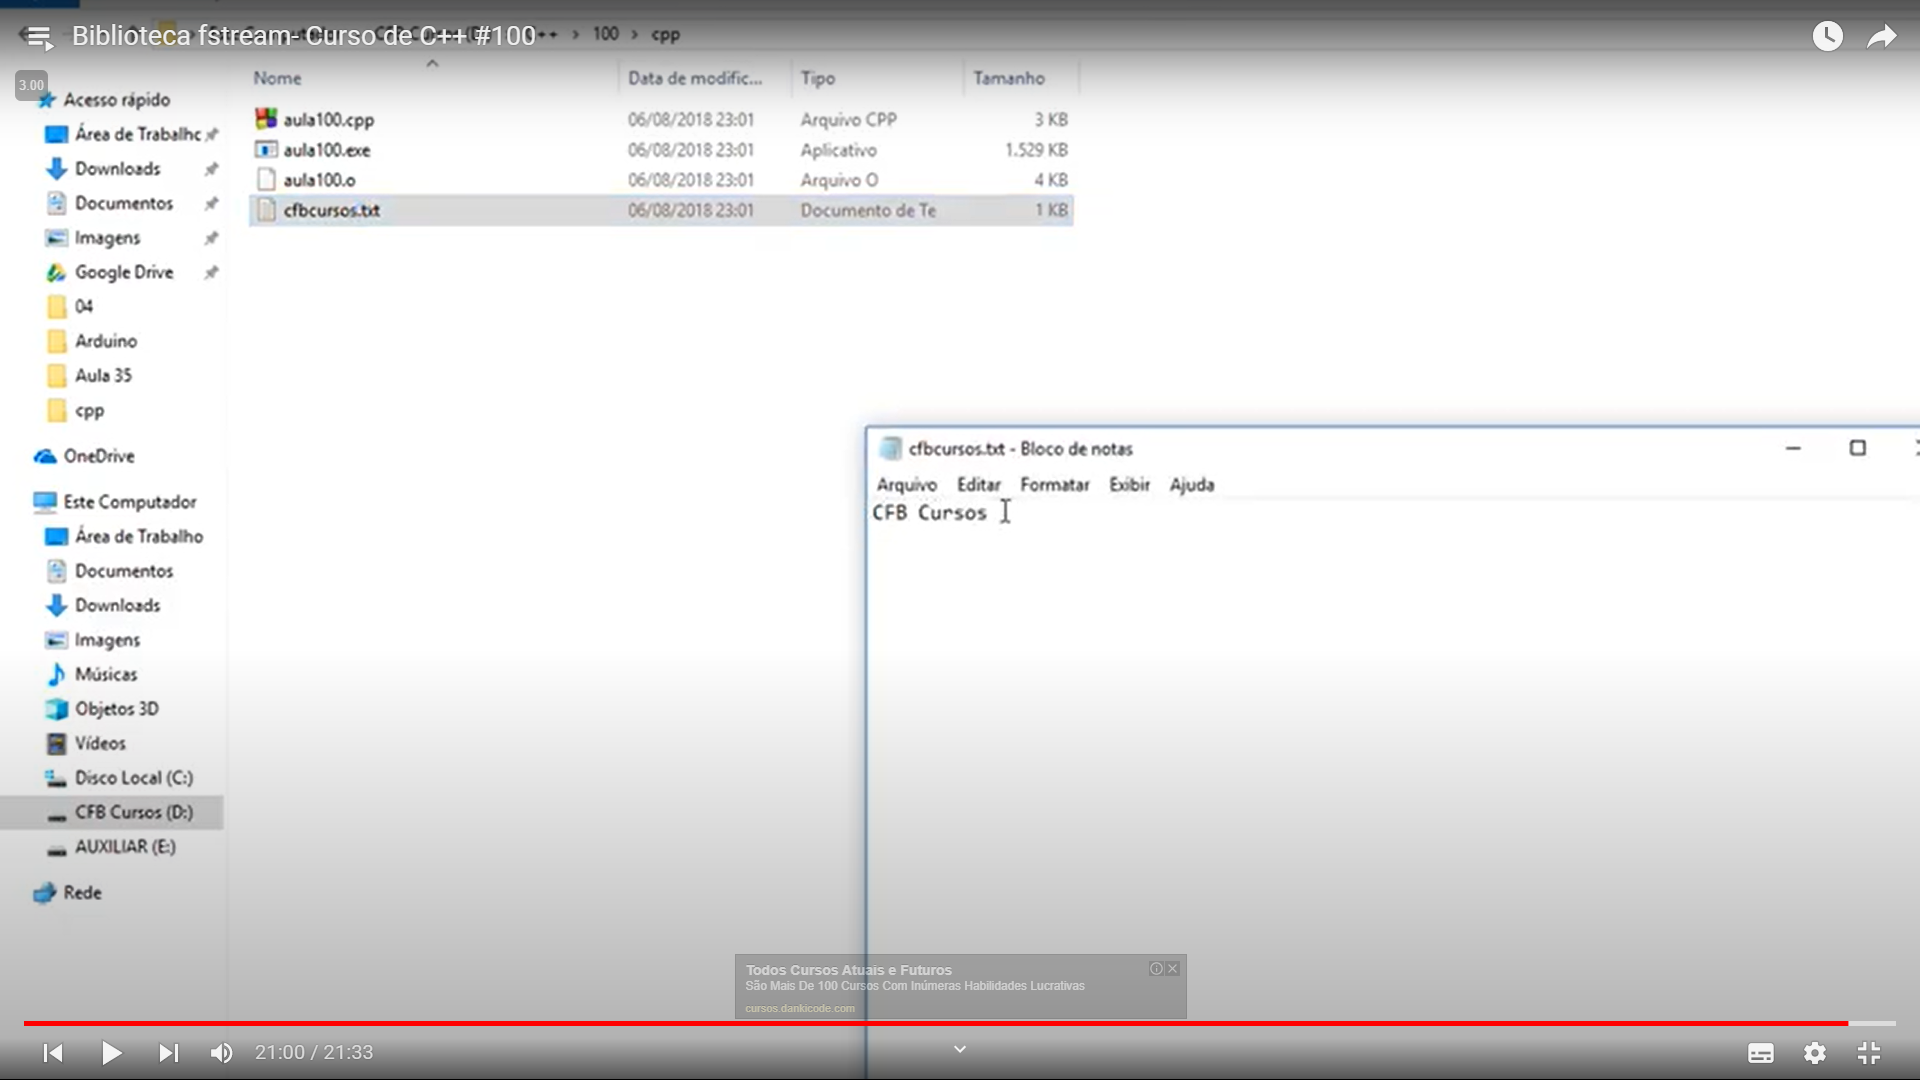 Biblioteca fstream- Curso de C++ #100
100 > cpp
3.00
Nome
Data de modific...
Tipo
Tamanho
aula100.cpp 06/08/2018 23:01 Arquivo CPP 3 KB
aula100.exe 06/08/2018 23:01 Aplicativo 1.529 KB
aula100.o 06/08/2018 23:01 Arquivo O 4 KB
cfbcursos.txt 06/08/2018 23:01 Documento de Te 1 KB
Acesso rápido
Área de Trabalhc
Downloads
Documentos
Imagens
Google Drive
04
Arduino
Aula 35
cpp
OneDrive
Este Computador
Área de Trabalho
Documentos
Downloads
Imagens
Músicas
Objetos 3D
Vídeos
Disco Local (C:)
CFB Cursos (D:)
AUXILIAR (E:)
Rede
cfbcursos.txt - Bloco de notas
Arquivo Editar Formatar Exibir Ajuda
CFB Cursos
Todos Cursos Atuais e Futuros
São Mais De 100 Cursos Com Inúmeras Habilidades Lucrativas
cursos.dankicode.com
21:00 / 21:33